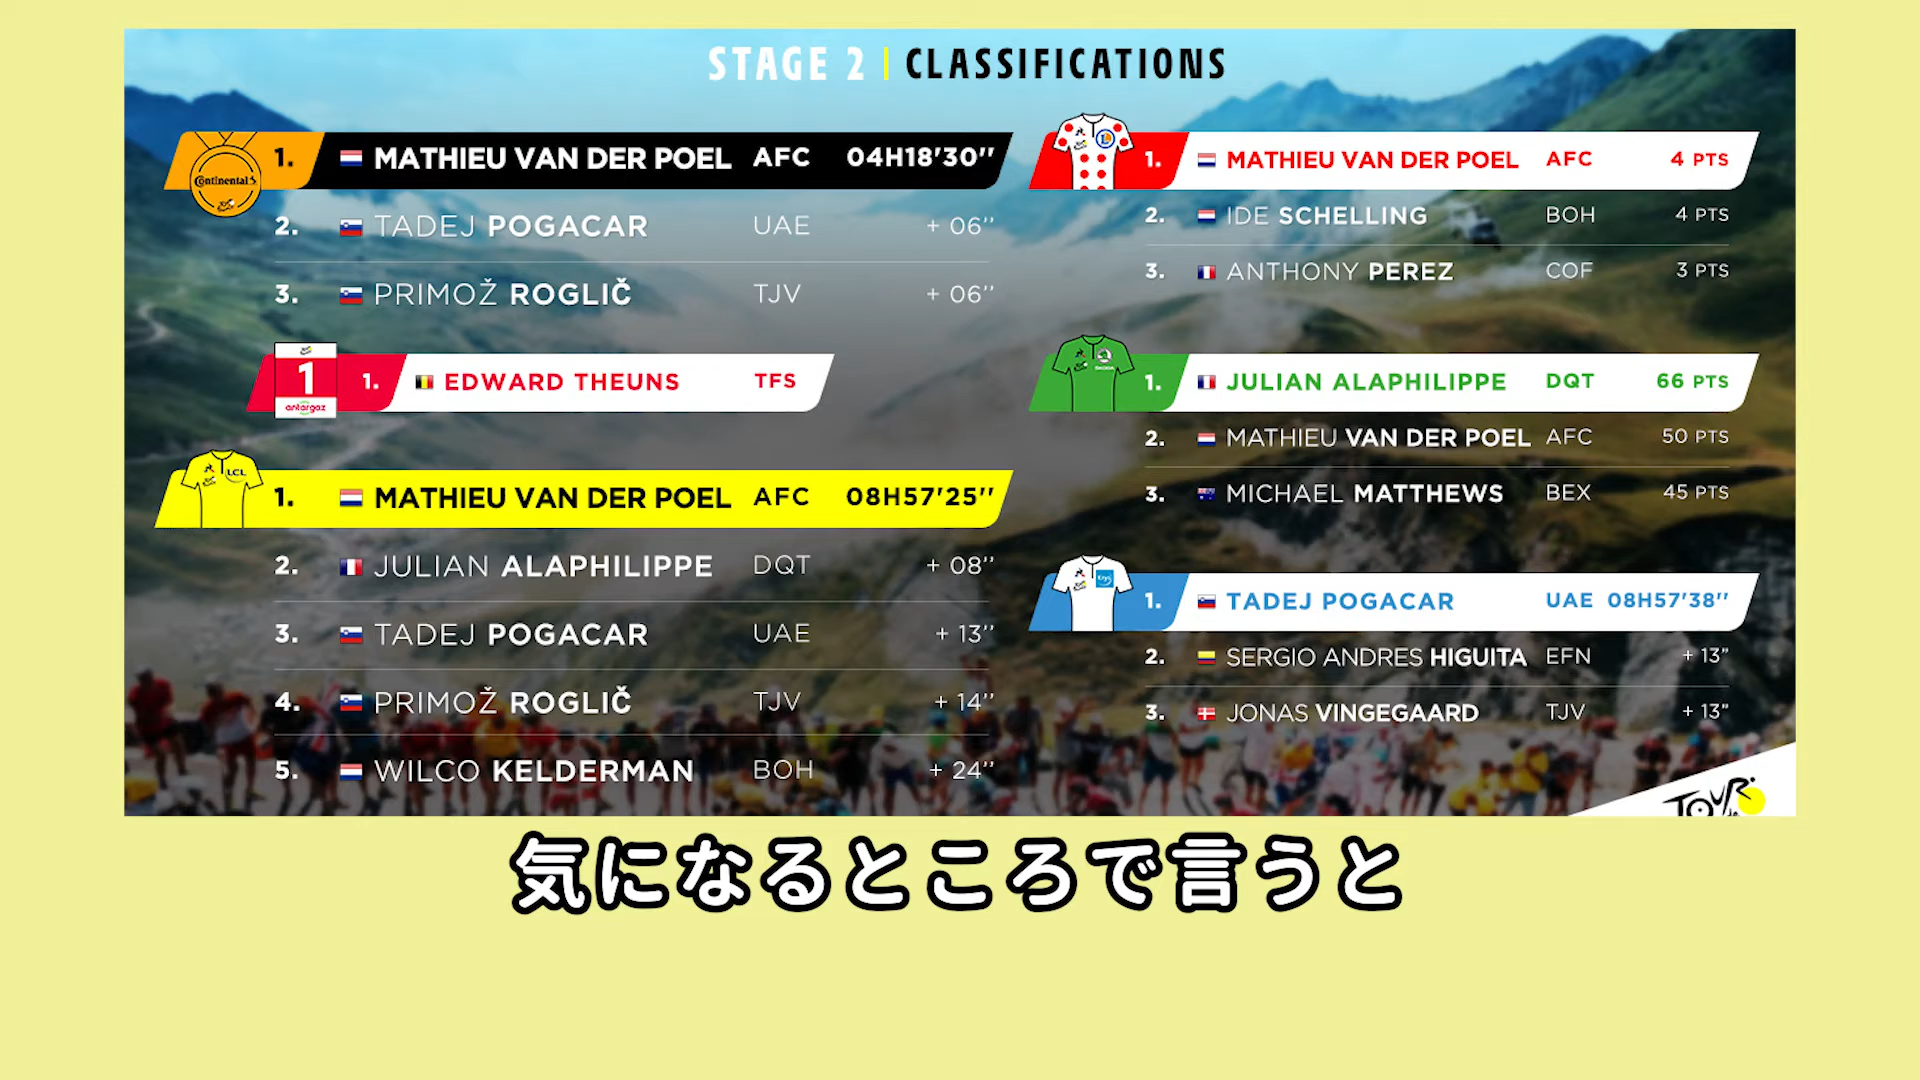 STAGE 2 | CLASSIFICATIONS
Continental
1. MATHIEU VAN DER POEL AFC 04H18'30''
2. TADEJ POGACAR UAE + 06''
3. PRIMOŽ ROGLIČ TJV + 06''
1
antargaz
1. EDWARD THEUNS TFS
LCL
1. MATHIEU VAN DER POEL AFC 08H57'25''
2. JULIAN ALAPHILIPPE DQT + 08''
3. TADEJ POGACAR UAE + 13''
4. PRIMOŽ ROGLIČ TJV + 14''
5. WILCO KELDERMAN BOH + 24''
1. MATHIEU VAN DER POEL AFC 4 PTS
2. IDE SCHELLING BOH 4 PTS
3. ANTHONY PEREZ COF 3 PTS
ŠKODA
1. JULIAN ALAPHILIPPE DQT 66 PTS
2. MATHIEU VAN DER POEL AFC 50 PTS
3. MICHAEL MATTHEWS BEX 45 PTS
1. TADEJ POGACAR UAE 08H57'38''
2. SERGIO ANDRES HIGUITA EFN + 13"
3. JONAS VINGEGAARD TJV + 13"
TOUR
気になるところで言うと